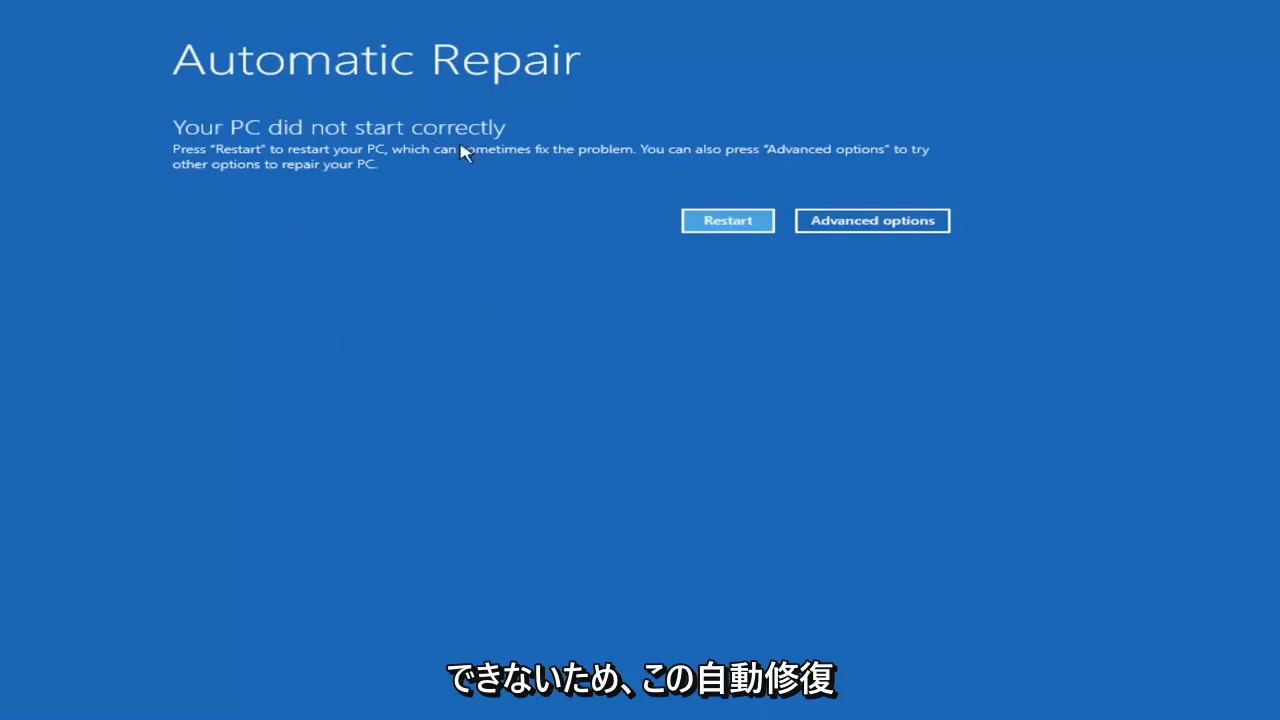 Automatic Repair
Your PC did not start correctly
Press “Restart” to restart your PC, which can sometimes fix the problem. You can also press “Advanced options” to try
other options to repair your PC.
Restart
Advanced options
できないため、この自動修復